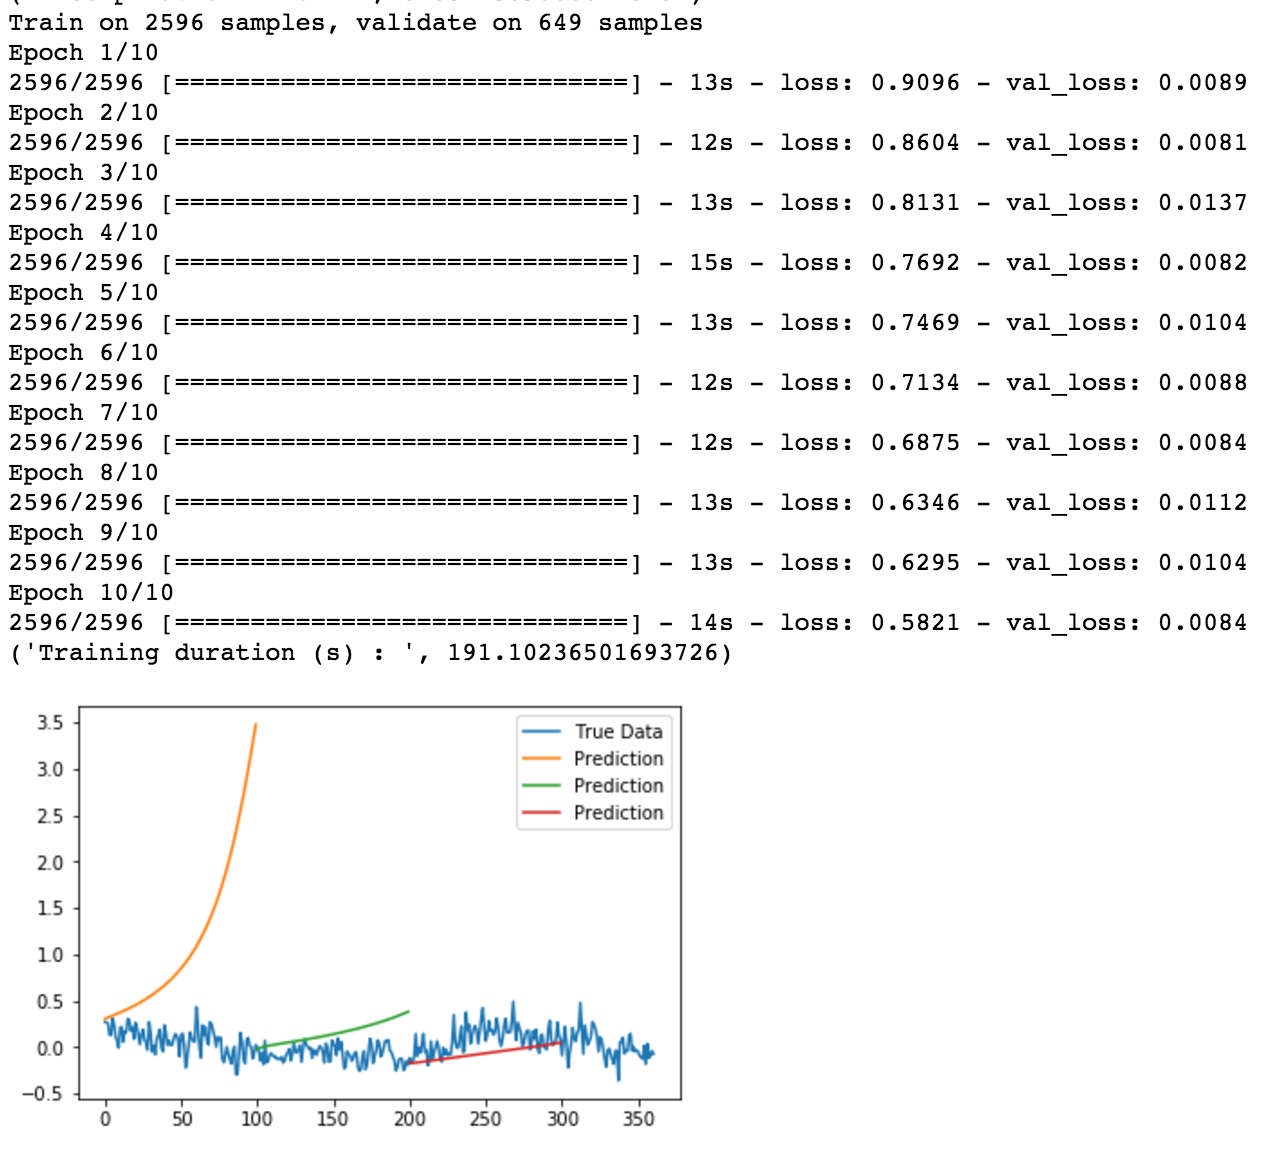 Train on 2596 samples, validate on 649 samples
Epoch 1/10
2596/2596 [==============================] - 13s - loss: 0.9096 - val_loss: 0.0089
Epoch 2/10
2596/2596 [==============================] - 12s - loss: 0.8604 - val_loss: 0.0081
Epoch 3/10
2596/2596 [==============================] - 13s - loss: 0.8131 - val_loss: 0.0137
Epoch 4/10
2596/2596 [==============================] - 15s - loss: 0.7692 - val_loss: 0.0082
Epoch 5/10
2596/2596 [==============================] - 13s - loss: 0.7469 - val_loss: 0.0104
Epoch 6/10
2596/2596 [==============================] - 12s - loss: 0.7134 - val_loss: 0.0088
Epoch 7/10
2596/2596 [==============================] - 12s - loss: 0.6875 - val_loss: 0.0084
Epoch 8/10
2596/2596 [==============================] - 13s - loss: 0.6346 - val_loss: 0.0112
Epoch 9/10
2596/2596 [==============================] - 13s - loss: 0.6295 - val_loss: 0.0104
Epoch 10/10
2596/2596 [==============================] - 14s - loss: 0.5821 - val_loss: 0.0084
('Training duration (s) : ', 191.10236501693726)
3.5
3.0
2.5
2.0
1.5
1.0
0.5
0.0
−0.5
True Data
Prediction
Prediction
Prediction
0 50 100 150 200 250 300 350